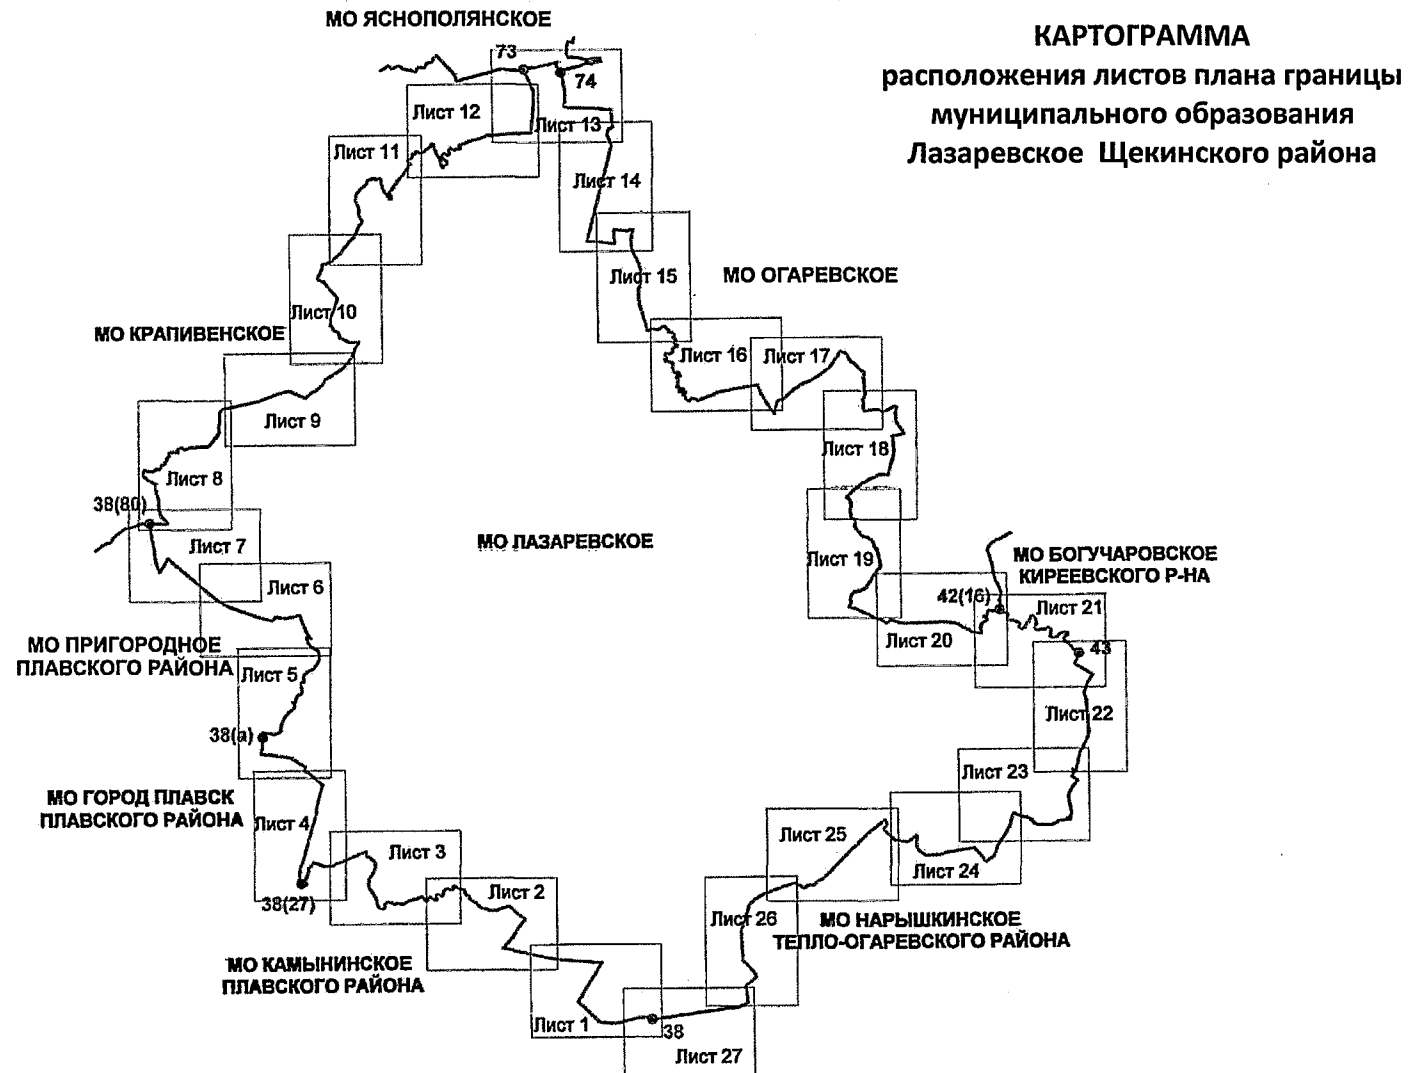 МО ЯСНОПОЛЯНСКОЕ
КАРТОГРАММА
расположения листов плана границы
муниципального образования
Лазаревское Щекинского района
73
74
Лист 12
Лист 13
Лист 11
Лист 14
Лист 15
МО ОГАРЕВСКОЕ
Лист 10
МО КРАПИВЕНСКОЕ
Лист 16
Лист 17
Лист 9
Лист 18
Лист 8
38(80)
Лист 7
МО ЛАЗАРЕВСКОЕ
Лист 19
МО БОГУЧАРОВСКОЕ
КИРЕЕВСКОГО Р-НА
Лист 6
42(16)
Лист 21
Лист 20
43
МО ПРИГОРОДНОЕ
ПЛАВСКОГО РАЙОНА
Лист 5
Лист 22
38(а)
Лист 23
МО ГОРОД ПЛАВСК
ПЛАВСКОГО РАЙОНА
Лист 4
Лист 25
Лист 3
Лист 24
38(27)
Лист 2
Лист 26
МО НАРЫШКИНСКОЕ
ТЕПЛО-ОГАРЕВСКОГО РАЙОНА
МО КАМЫНИНСКОЕ
ПЛАВСКОГО РАЙОНА
Лист 1
38
Лист 27